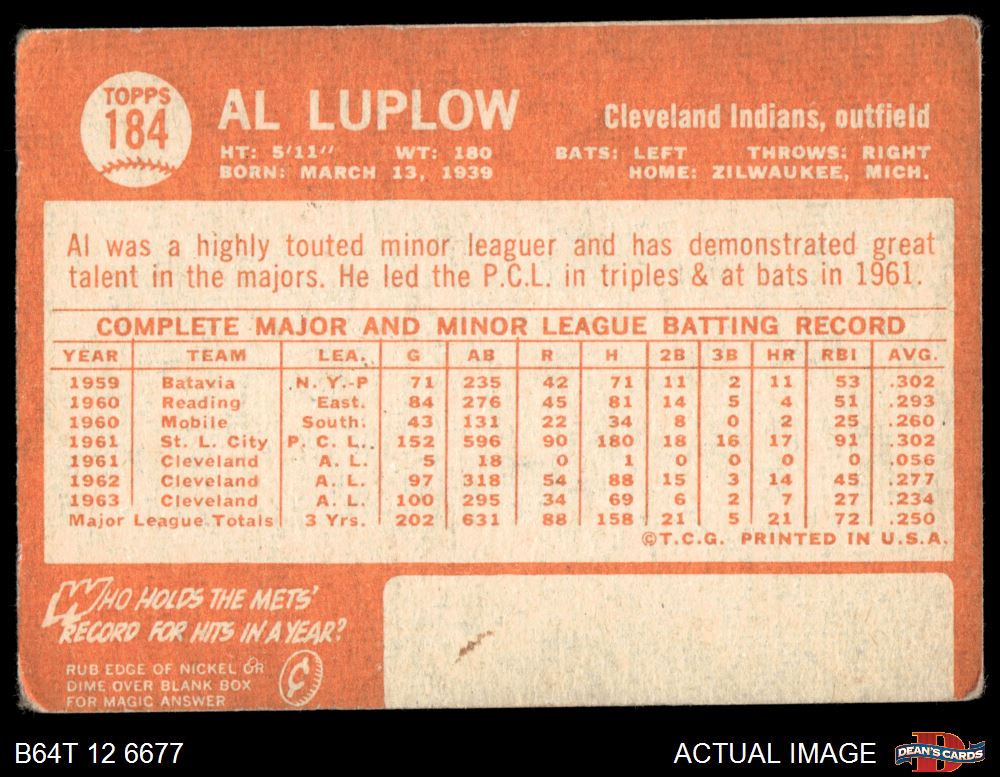 TOPPS
184
AL LUPLOW
Cleveland Indians, outfield
HT: 5'11" WT: 180 BATS: LEFT THROWS: RIGHT
BORN: MARCH 13, 1939 HOME: ZILWAUKEE, MICH.
Al was a highly touted minor leaguer and has demonstrated great
talent in the majors. He led the P.C.L. in triples & at bats in 1961.
COMPLETE MAJOR AND MINOR LEAGUE BATTING RECORD
YEAR TEAM LEA. G AB R H 2B 3B HR RBI AVG.
1959 Batavia N. Y.-P 71 235 42 71 11 2 11 53 .302
1960 Reading East. 84 276 45 81 14 5 4 51 .293
1960 Mobile South. 43 131 22 34 8 0 2 25 .260
1961 St. L. City P. C. L. 152 596 90 180 18 16 17 91 .302
1961 Cleveland A. L. 5 18 0 1 0 0 0 0 .056
1962 Cleveland A. L. 97 318 54 88 15 3 14 45 .277
1963 Cleveland A. L. 100 295 34 69 6 2 7 27 .234
Major League Totals 3 Yrs. 202 631 88 158 21 5 21 72 .250
©T.C.G. PRINTED IN U.S.A.
WHO HOLDS THE METS'
RECORD FOR HITS IN A YEAR?
RUB EDGE OF NICKEL OR
DIME OVER BLANK BOX
FOR MAGIC ANSWER
¢
B64T 12 6677
ACTUAL IMAGE
D
DEAN'S CARDS